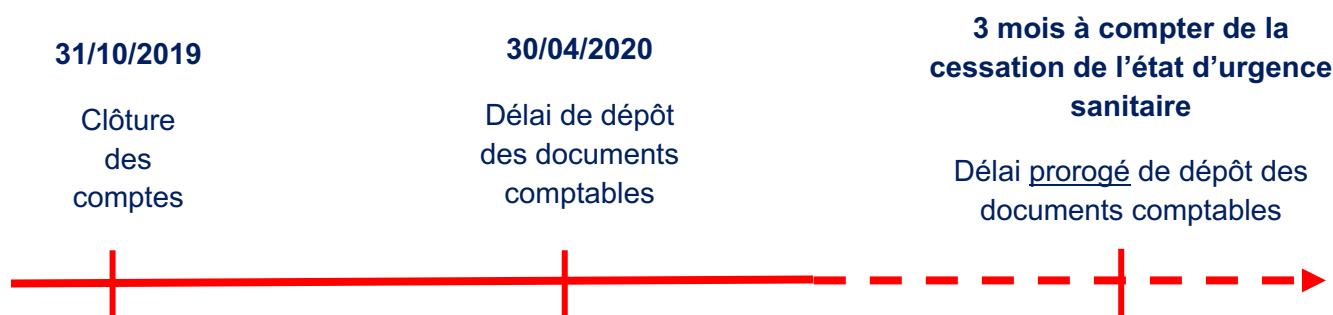 31/10/2019
Clôture
des
comptes
30/04/2020
Délai de dépôt
des documents
comptables
3 mois à compter de la
cessation de l’état d’urgence
sanitaire
Délai prorogé de dépôt des
documents comptables